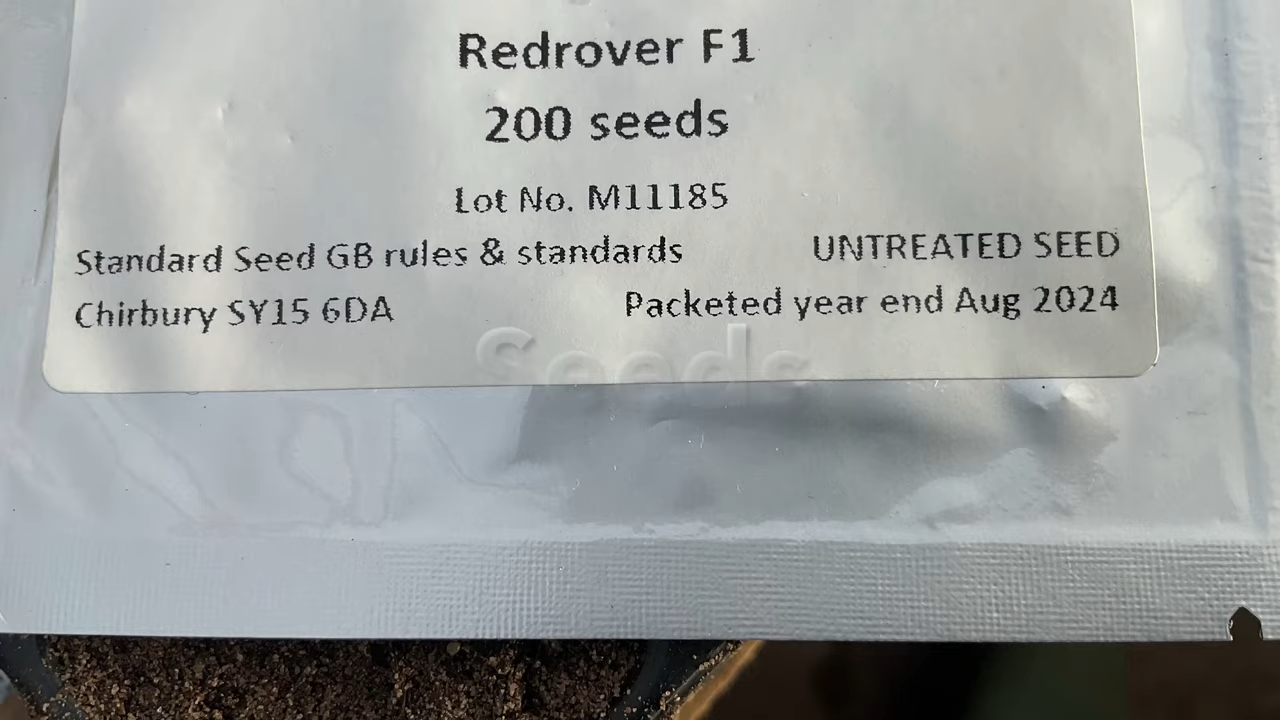 Redrover F1
200 seeds
Lot No. M11185
Standard Seed GB rules & standards UNTREATED SEED
Chirbury SY15 6DA Packeted year end Aug 2024
Seeds